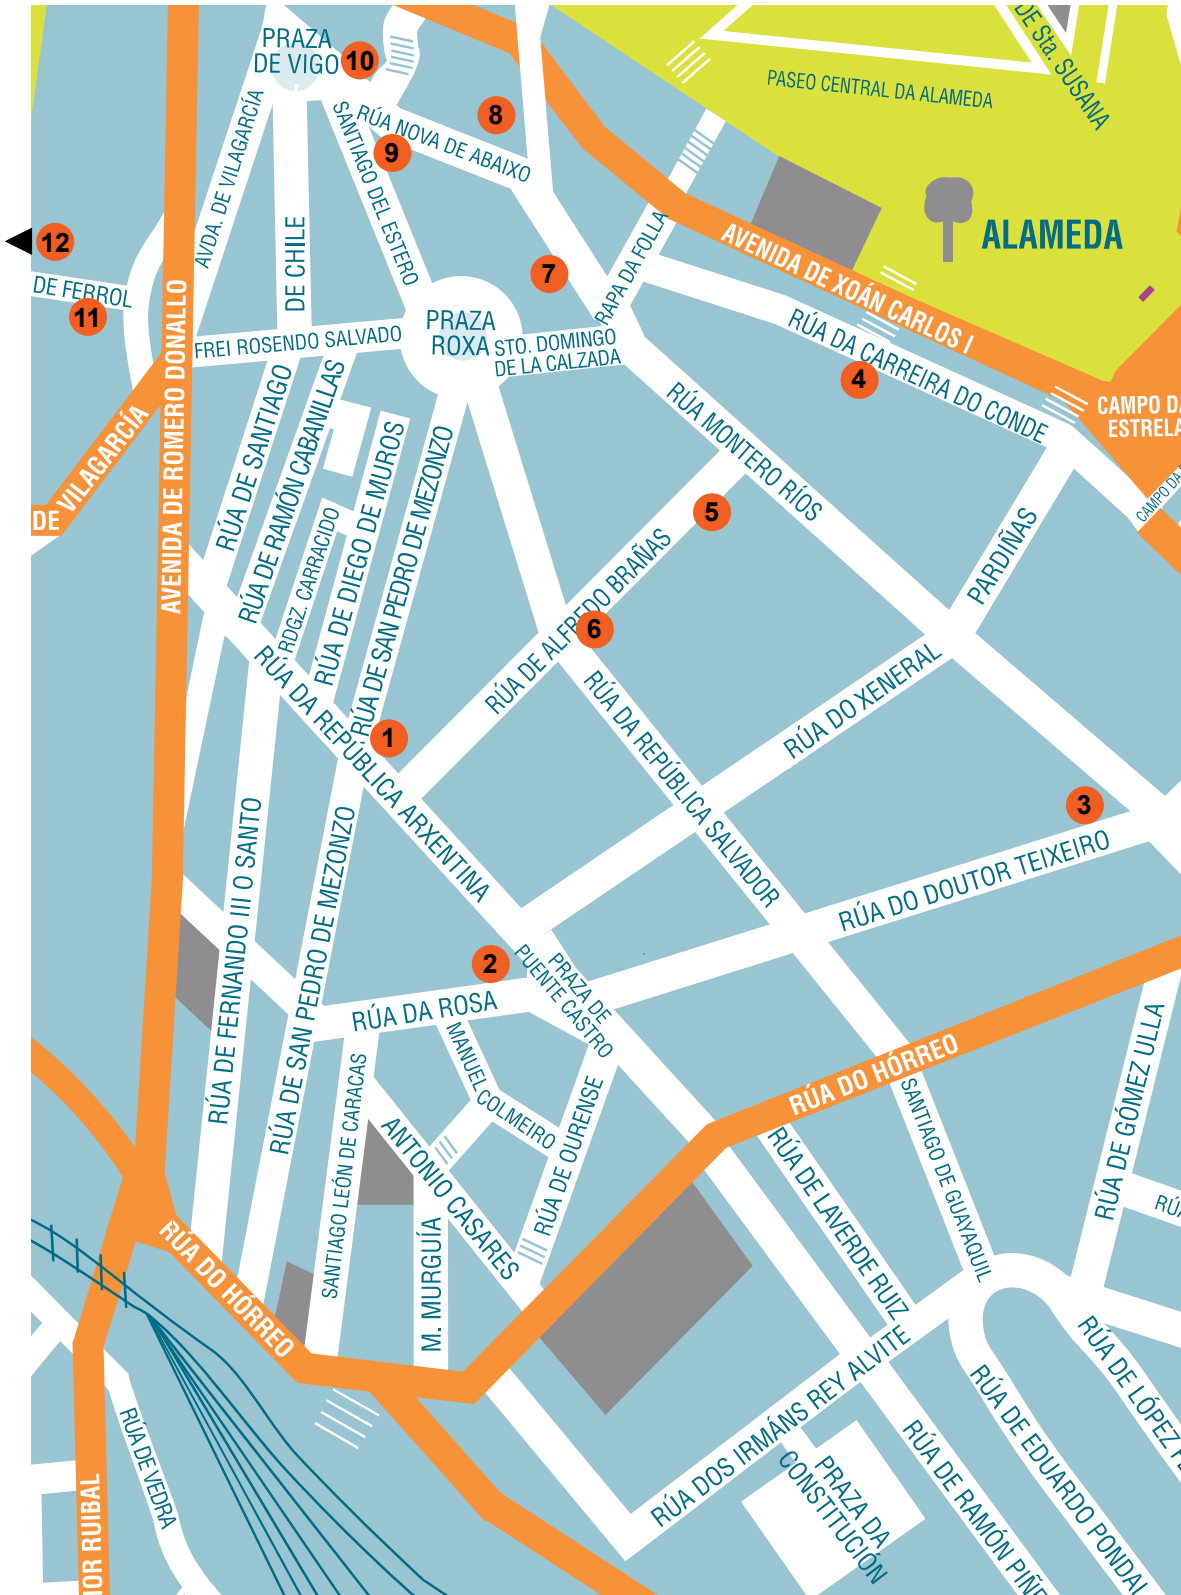 PRAZA
DE VIGO
10
DE Sta. SUSANA
PASEO CENTRAL DA ALAMEDA
8
RÚA NOVA DE ABAIXO
9
SANTIAGO DEL ESTERO
AVDA. DE VILAGARCÍA
DE CHILE
12
DE FERROL
11
7
RAPA DA FOLLA
AVENIDA DE XOÁN CARLOS I
ALAMEDA
PRAZA
ROXA
STO. DOMINGO
DE LA CALZADA
FREI ROSENDO SALVADO
RÚA DA CARREIRA DO CONDE
4
CAMPO DA
ESTRELA
CAMPO DA
AVENIDA DE ROMERO DONALLO
DE VILAGARCÍA
RÚA DE SANTIAGO
RÚA DE RAMÓN CABANILLAS
RDGZ. CARRACIDO
RÚA DE DIEGO DE MUROS
RÚA DE SAN PEDRO DE MEZONZO
RÚA MONTERO RÍOS
5
RÚA DE ALFREDO BRAÑAS
6
PARDIÑAS
RÚA DO XENERAL
1
RÚA DA REPÚBLICA ARXENTINA
RÚA DA REPÚBLICA SALVADOR
3
RÚA DO DOUTOR TEIXEIRO
RÚA DE FERNANDO III O SANTO
RÚA DE SAN PEDRO DE MEZONZO
2
RÚA DA ROSA
PRAZA DE
PUENTE CASTRO
MANUEL
COLMEIRO
RÚA DE OURENSE
SANTIAGO LEÓN DE CARACAS
ANTONIO CASARES
M. MURGUÍA
RÚA DO HÓRREO
RÚA DO HÓRREO
SANTIAGO DE GUAYAQUIL
RÚA DE GÓMEZ ULLA
RÚA
RÚA DE LAVERDE RUIZ
RÚA DOS IRMÁNS REY ALVITE
RÚA DE LÓPEZ F
RÚA DE EDUARDO PONDAL
RÚA DE RAMÓN PIÑE
PRAZA DA
CONSTITUCIÓN
RÚA DE VEDRA
IOR RUIBAL